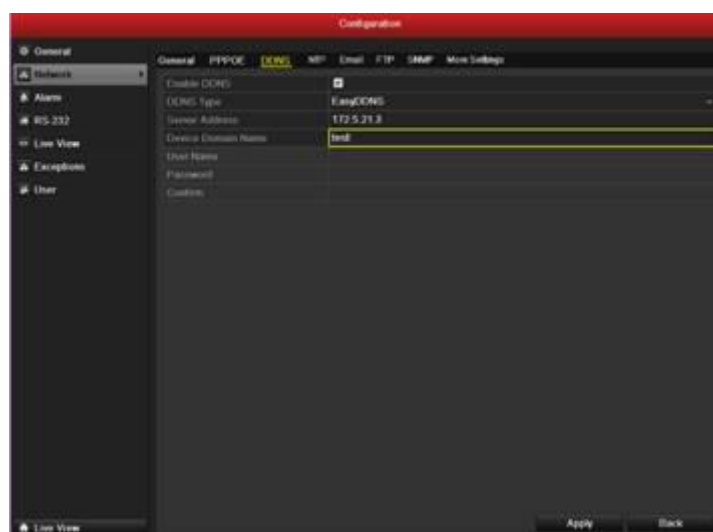 Configuration
General
Network
Alarm
RS-232
Live View
Exceptions
User
General PPPOE DDNS NTP Email FTP SNMP More Settings
Enable DDNS
DDNS Type EasyDDNS
Server Address 172.5.21.3
Device Domain Name test
User Name
Password
Confirm
Live View
Apply Back